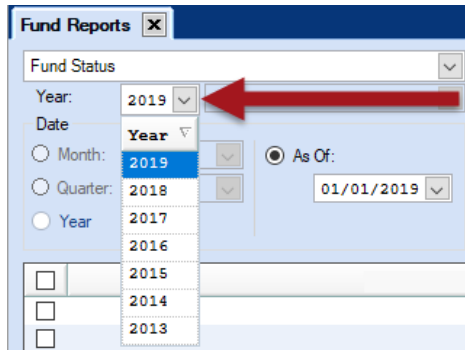 Fund Reports
Fund Status
Year: 2019
Date
Year
Month:
2019
As Of:
Quarter:
2018
01/01/2019
Year
2017
2016
2015
2014
2013